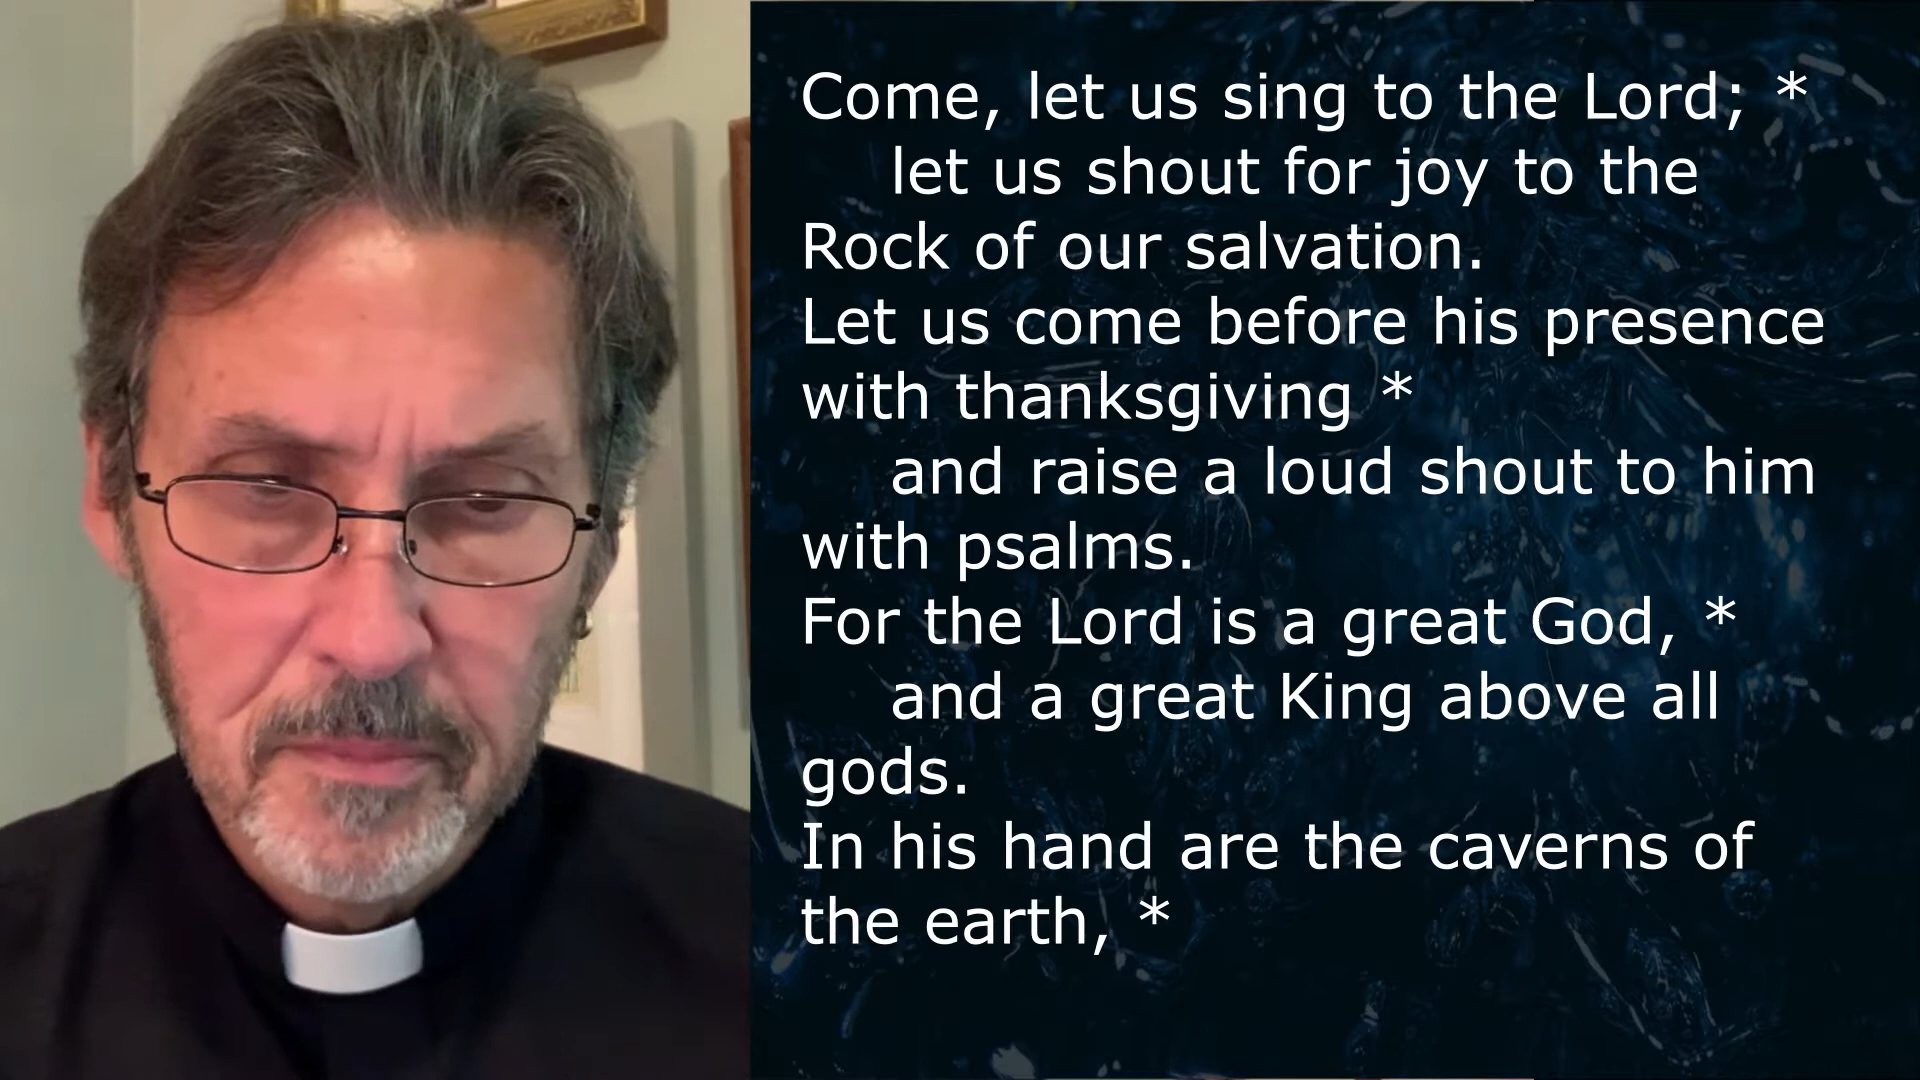 Come, let us sing to the Lord; *
let us shout for joy to the
Rock of our salvation.
Let us come before his presence
with thanksgiving *
and raise a loud shout to him
with psalms.
For the Lord is a great God, *
and a great King above all
gods.
In his hand are the caverns of
the earth, *